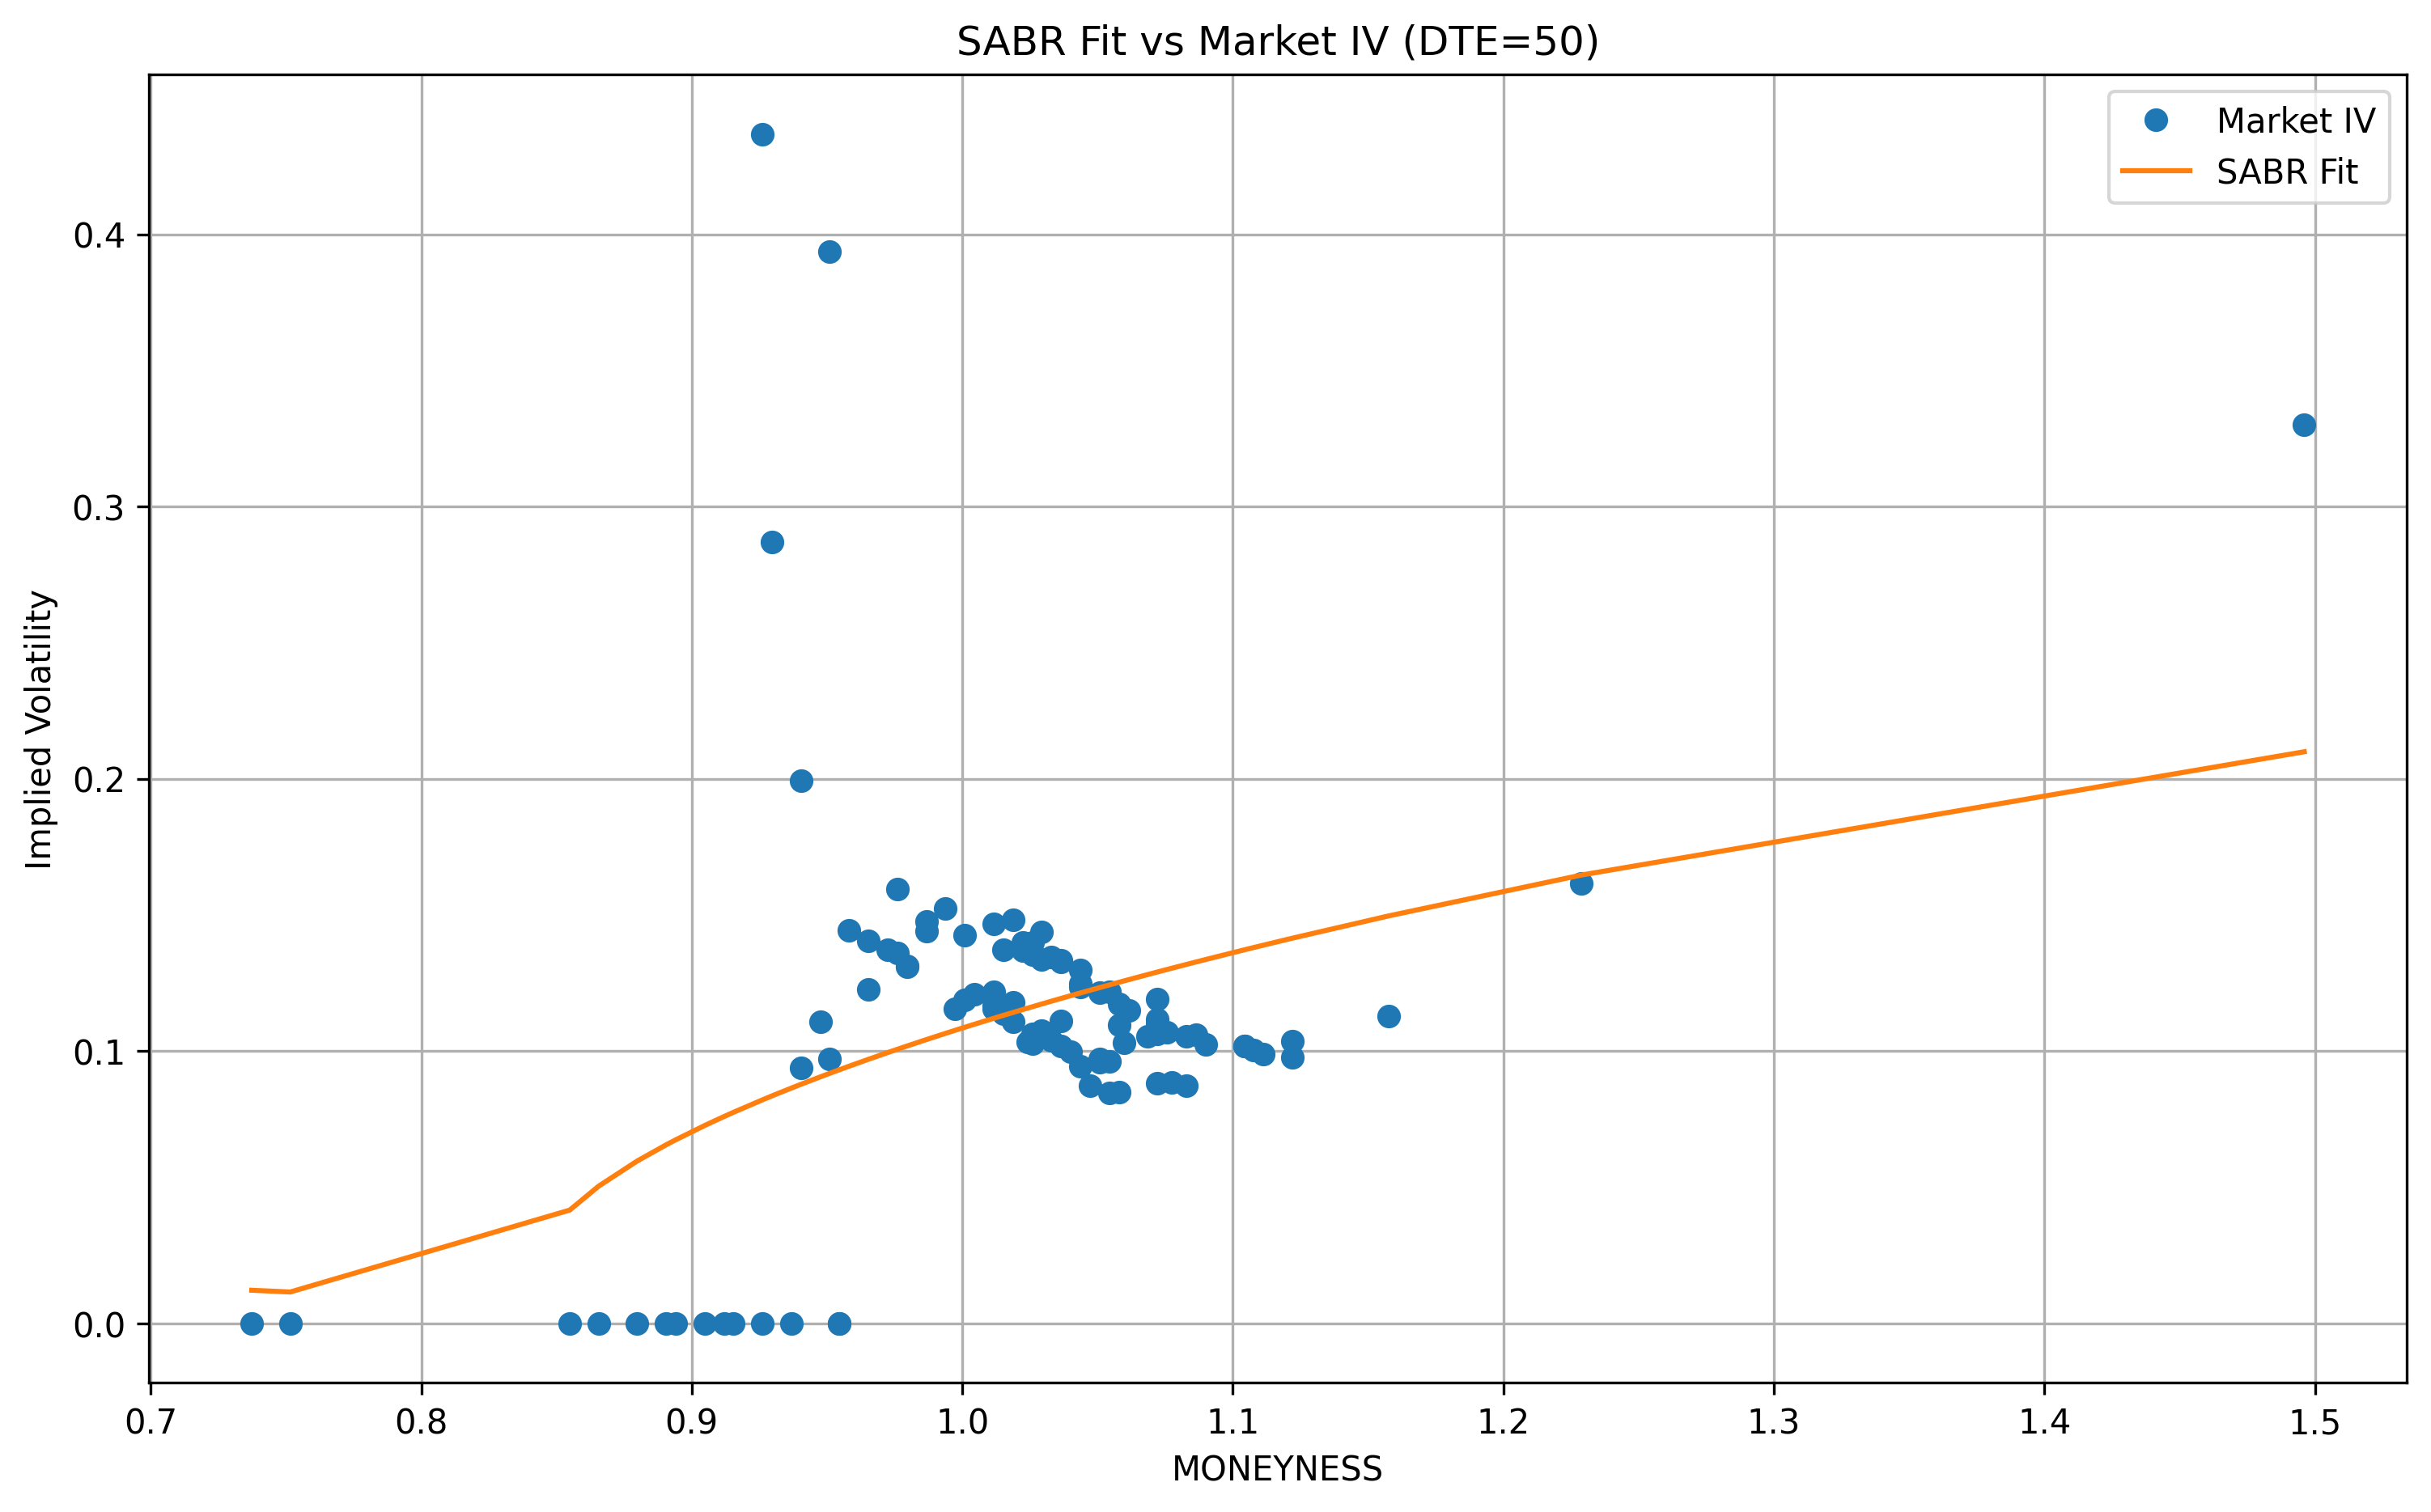 SABR Fit vs Market IV (DTE=50)
Market IV
SABR Fit
Implied Volatility
0.4
0.3
0.2
0.1
0.0
0.7 0.8 0.9 1.0 1.1 1.2 1.3 1.4 1.5
MONEYNESS